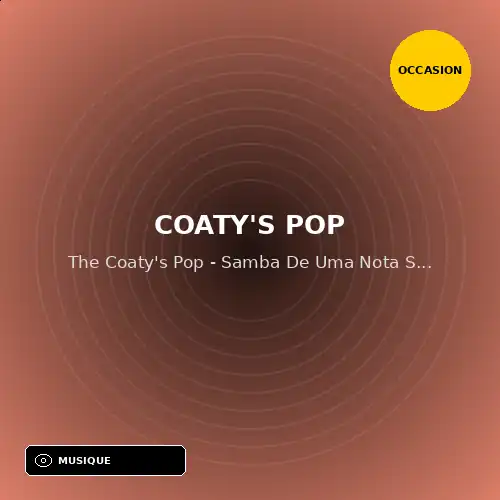 OCCASION
COATY'S POP
The Coaty's Pop - Samba De Uma Nota S...
MUSIQUE